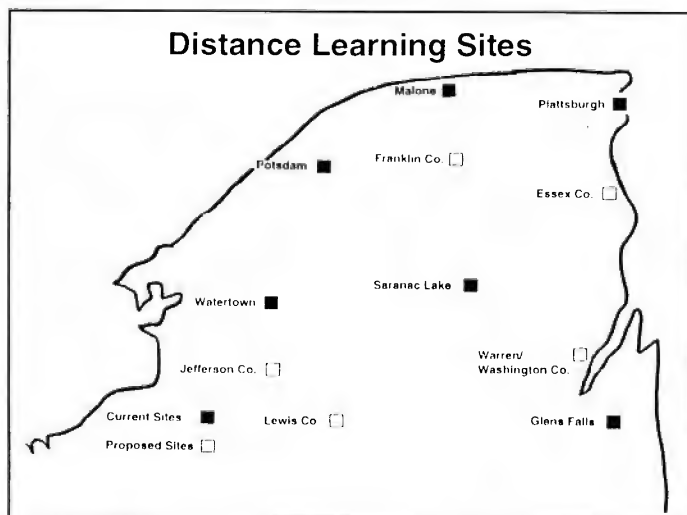 Distance Learning Sites
Malone
Plattsburgh
Franklin Co.
Potsdam
Essex Co.
Saranac Lake
Watertown
Warren/
Washington Co.
Jefferson Co.
Current Sites
Lewis Co
Glens Falls
Proposed Sites